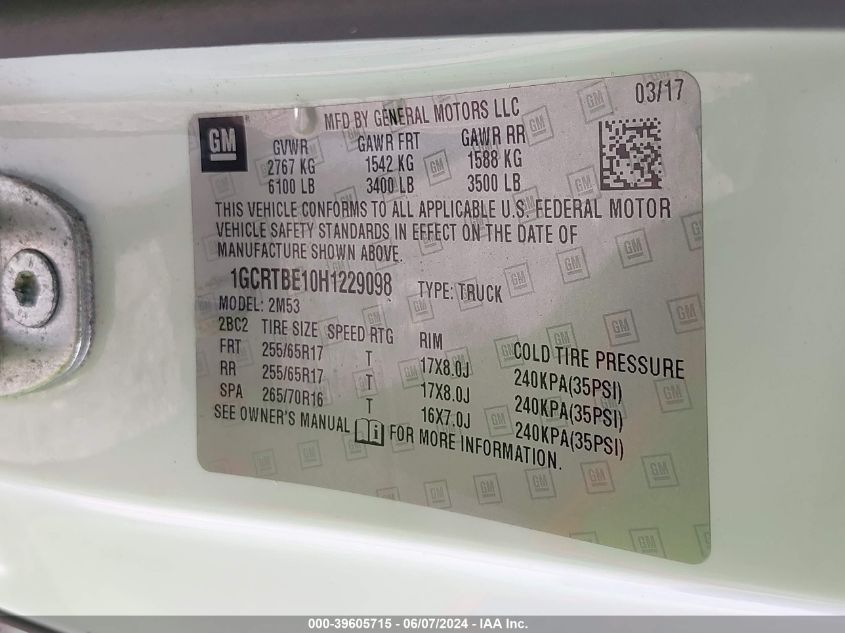 03/17
MFD BY GENERAL MOTORS LLC
GM
GVWR GAWR FRT GAWR RR
2767 KG 1542 KG 1588 KG
6100 LB 3400 LB 3500 LB
THIS VEHICLE CONFORMS TO ALL APPLICABLE U.S. FEDERAL MOTOR
VEHICLE SAFETY STANDARDS IN EFFECT ON THE DATE OF
MANUFACTURE SHOWN ABOVE.
1GCRTBE10H1229098 TYPE: TRUCK
MODEL: 2M53
2BC2 TIRE SIZE SPEED RTG RIM COLD TIRE PRESSURE
FRT 255/65R17 T 17X8.0J 240KPA(35PSI)
RR 255/65R17 T 17X8.0J 240KPA(35PSI)
SPA 265/70R16 T 16X7.0J 240KPA(35PSI)
SEE OWNER'S MANUAL FOR MORE INFORMATION.
000-39605715 - 06/07/2024 - IAA Inc.